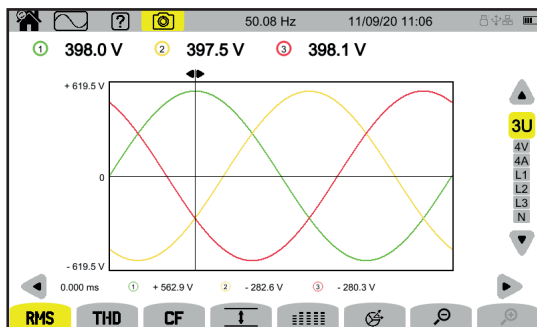 ? 50.08 Hz 11/09/20 11:06
1 398.0 V 2 397.5 V 3 398.1 V
+ 619.5 V
0
- 619.5 V
3U
4V
4A
L1
L2
L3
N
0.000 ms 1 + 562.9 V 2 - 282.6 V 3 - 280.3 V
RMS THD CF